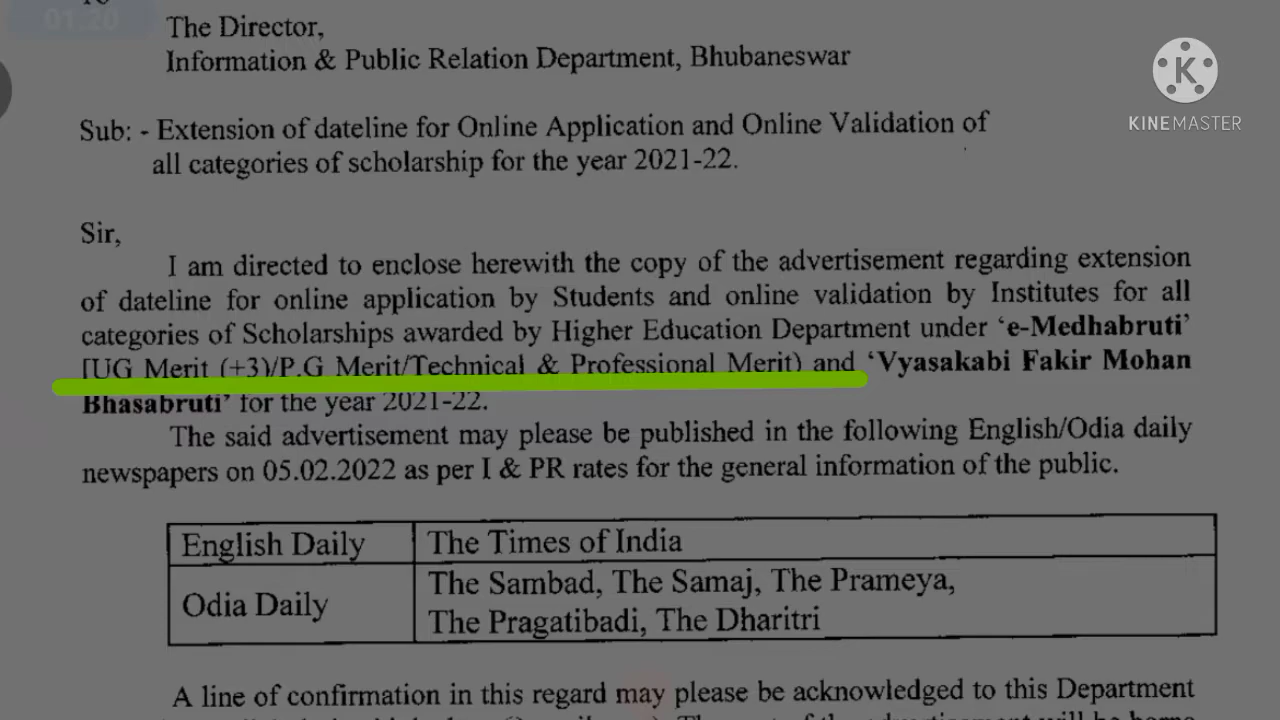 01:20
The Director,
Information & Public Relation Department, Bhubaneswar
KINEMASTER
Sub: - Extension of dateline for Online Application and Online Validation of
all categories of scholarship for the year 2021-22.
Sir,
I am directed to enclose herewith the copy of the advertisement regarding extension
of dateline for online application by Students and online validation by Institutes for all
categories of Scholarships awarded by Higher Education Department under ‘e-Medhabruti’
[UG Merit (+3)/P.G Merit/Technical & Professional Merit) and ‘Vyasakabi Fakir Mohan
Bhasabruti’ for the year 2021-22.
The said advertisement may please be published in the following English/Odia daily
newspapers on 05.02.2022 as per I & PR rates for the general information of the public.
English Daily The Times of India
Odia Daily The Sambad, The Samaj, The Prameya,
The Pragatibadi, The Dharitri
A line of confirmation in this regard may please be acknowledged to this Department